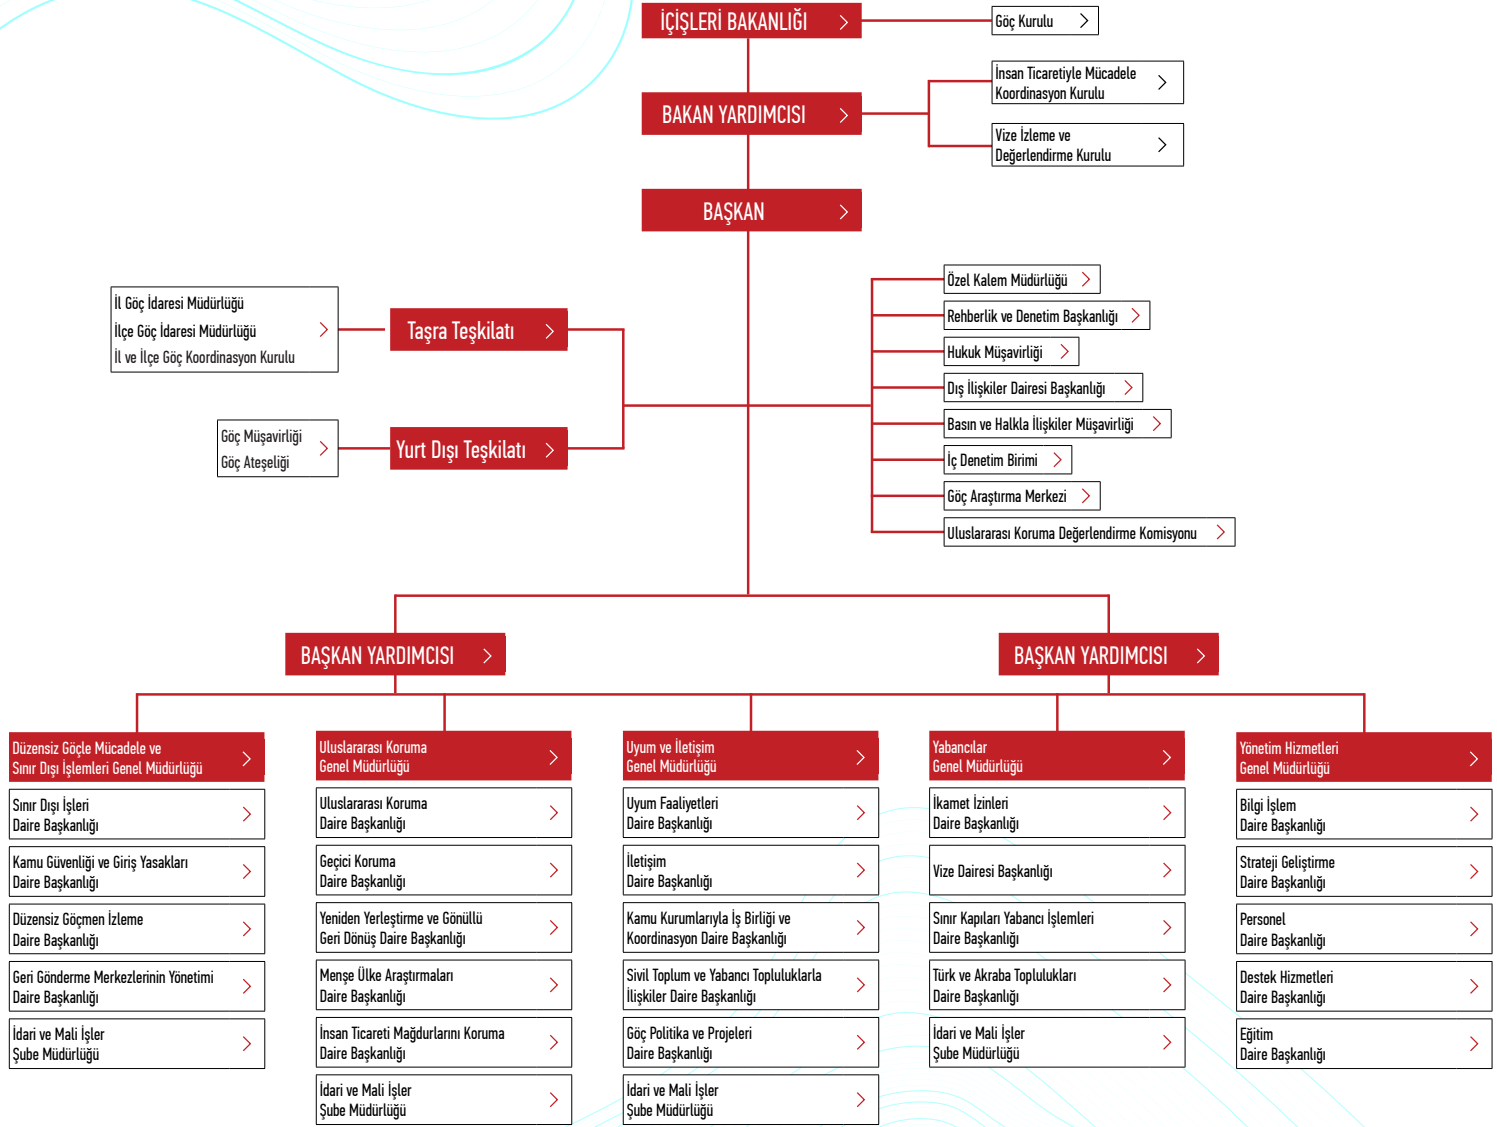 İÇİŞLERİ BAKANLIĞI
Göç Kurulu
BAKAN YARDIMCISI
İnsan Ticaretiyle Mücadele
Koordinasyon Kurulu
Vize İzleme ve
Değerlendirme Kurulu
BAŞKAN
İl Göç İdaresi Müdürlüğü
İlçe Göç İdaresi Müdürlüğü
İl ve İlçe Göç Koordinasyon Kurulu
Taşra Teşkilatı
Göç Müşavirliği
Göç Ateşeliği
Yurt Dışı Teşkilatı
Özel Kalem Müdürlüğü
Rehberlik ve Denetim Başkanlığı
Hukuk Müşavirliği
Dış İlişkiler Dairesi Başkanlığı
Basın ve Halkla İlişkiler Müşavirliği
İç Denetim Birimi
Göç Araştırma Merkezi
Uluslararası Koruma Değerlendirme Komisyonu
BAŞKAN YARDIMCISI
BAŞKAN YARDIMCISI
Düzensiz Göçle Mücadele ve
Sınır Dışı İşlemleri Genel Müdürlüğü
Sınır Dışı İşleri
Daire Başkanlığı
Kamu Güvenliği ve Giriş Yasakları
Daire Başkanlığı
Düzensiz Göçmen İzleme
Daire Başkanlığı
Geri Gönderme Merkezlerinin Yönetimi
Daire Başkanlığı
İdari ve Mali İşler
Şube Müdürlüğü
Uluslararası Koruma
Genel Müdürlüğü
Uluslararası Koruma
Daire Başkanlığı
Geçici Koruma
Daire Başkanlığı
Yeniden Yerleştirme ve Gönüllü
Geri Dönüş Daire Başkanlığı
Menşe Ülke Araştırmaları
Daire Başkanlığı
İnsan Ticareti Mağdurlarını Koruma
Daire Başkanlığı
İdari ve Mali İşler
Şube Müdürlüğü
Uyum ve İletişim
Genel Müdürlüğü
Uyum Faaliyetleri
Daire Başkanlığı
İletişim
Daire Başkanlığı
Kamu Kurumlarıyla İş Birliği ve
Koordinasyon Daire Başkanlığı
Sivil Toplum ve Yabancı Topluluklarla
İlişkiler Daire Başkanlığı
Göç Politika ve Projeleri
Daire Başkanlığı
İdari ve Mali İşler
Şube Müdürlüğü
Yabancılar
Genel Müdürlüğü
İkamet İzinleri
Daire Başkanlığı
Vize Dairesi Başkanlığı
Sınır Kapıları Yabancı İşlemleri
Daire Başkanlığı
Türk ve Akraba Toplulukları
Daire Başkanlığı
İdari ve Mali İşler
Şube Müdürlüğü
Yönetim Hizmetleri
Genel Müdürlüğü
Bilgi İşlem
Daire Başkanlığı
Strateji Geliştirme
Daire Başkanlığı
Personel
Daire Başkanlığı
Destek Hizmetleri
Daire Başkanlığı
Eğitim
Daire Başkanlığı